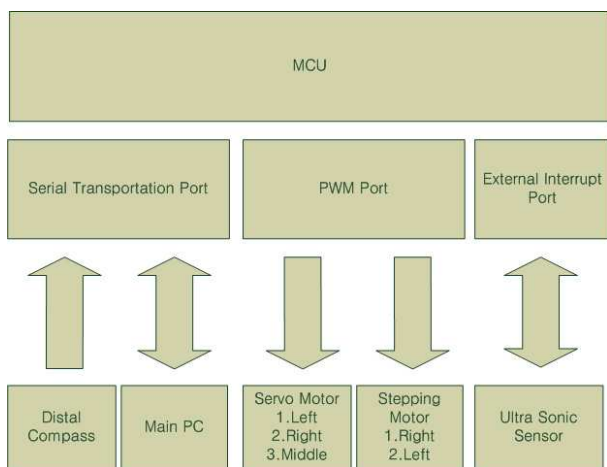 MCU
Serial Transportation Port
PWM Port
External Interrupt
Port
Distal
Compass
Main PC
Servo Motor
1.Left
2.Right
3.Middle
Stepping
Motor
1.Right
2.Left
Ultra Sonic
Sensor